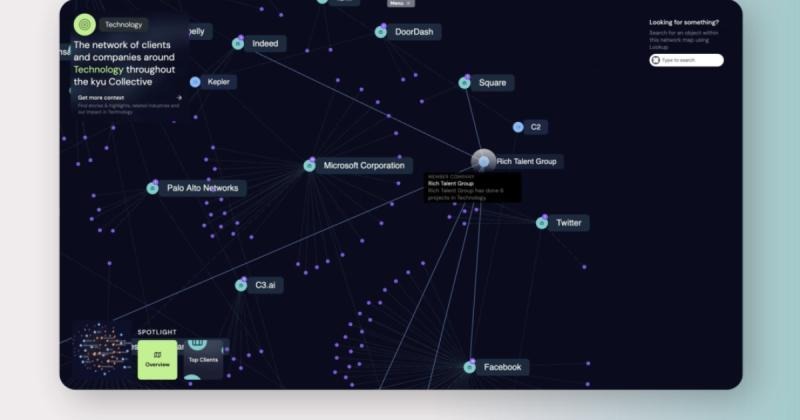 Menu
Technology
The network of clients
and companies around
Technology throughout
the kyu Collective
Get more context
Find stories & highlights, related industries and
our impact in Technology
Looking for something?
Search for an object within
this network map using
Lookup
Type to search
Indeed
DoorDash
Kepler
Square
C2
Microsoft Corporation
Rich Talent Group
MEMBER COMPANY
Rich Talent Group
Rich Talent Group has done 6
projects in Technology.
Palo Alto Networks
Twitter
C3.ai
SPOTLIGHT
Overview
Top Clients
Facebook